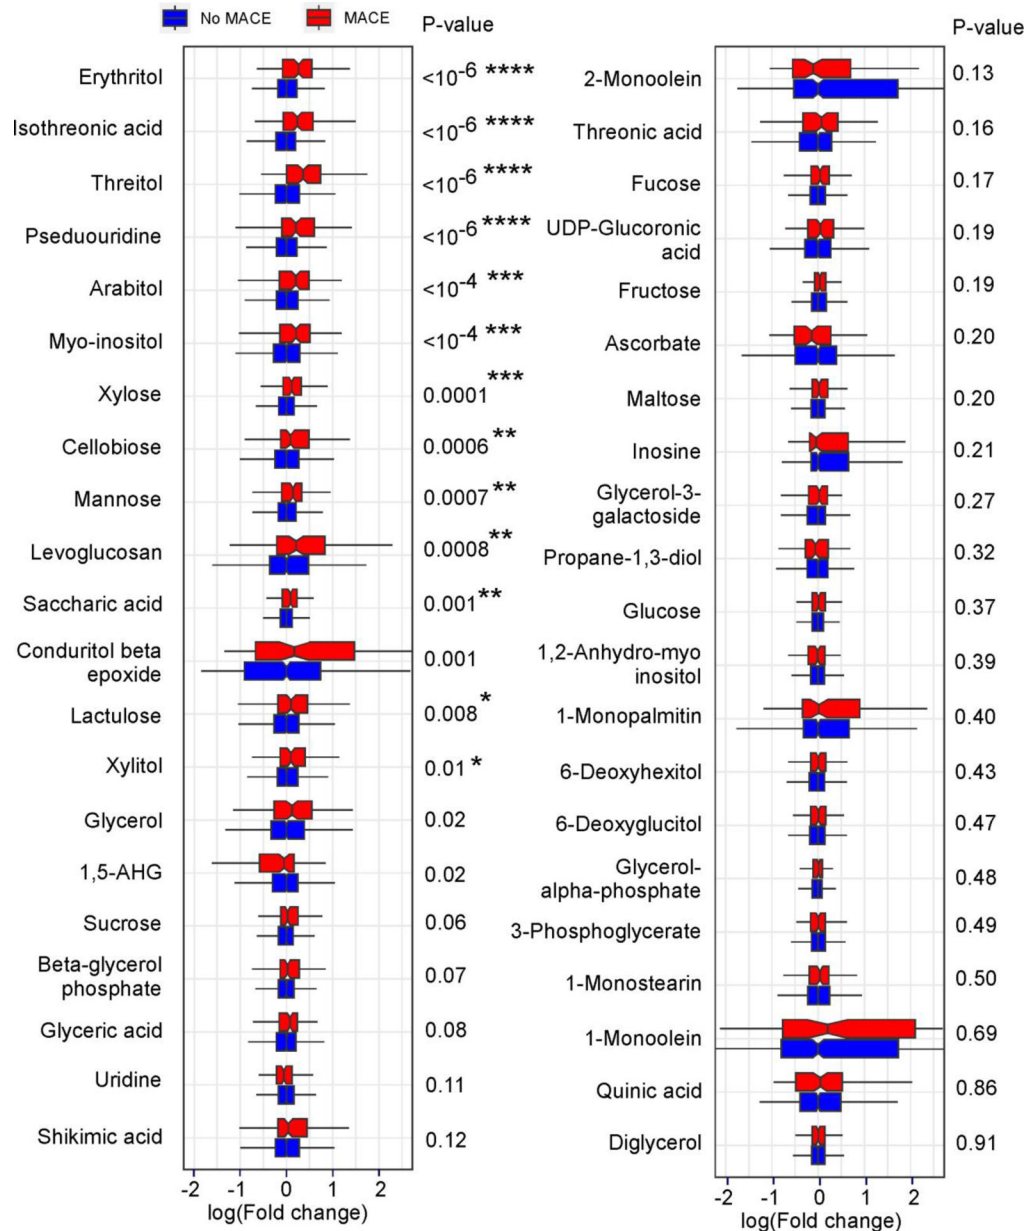 No MACE MACE P-value
Erythritol <10-6 ****
Isothreonic acid <10-6 ****
Threitol <10-6 ****
Pseduouridine <10-6 ****
Arabitol <10-4 ***
Myo-inositol <10-4 ***
Xylose 0.0001 ***
Cellobiose 0.0006 **
Mannose 0.0007 **
Levoglucosan 0.0008 **
Saccharic acid 0.001 **
Conduritol beta
epoxide 0.001
Lactulose 0.008 *
Xylitol 0.01 *
Glycerol 0.02
1,5-AHG 0.02
Sucrose 0.06
Beta-glycerol
phosphate 0.07
Glyceric acid 0.08
Uridine 0.11
Shikimic acid 0.12
-2 -1 0 1 2
log(Fold change)
P-value
2-Monoolein 0.13
Threonic acid 0.16
Fucose 0.17
UDP-Glucoronic
acid 0.19
Fructose 0.19
Ascorbate 0.20
Maltose 0.20
Inosine 0.21
Glycerol-3-
galactoside 0.27
Propane-1,3-diol 0.32
Glucose 0.37
1,2-Anhydro-myo
inositol 0.39
1-Monopalmitin 0.40
6-Deoxyhexitol 0.43
6-Deoxyglucitol 0.47
Glycerol-
alpha-phosphate 0.48
3-Phosphoglycerate 0.49
1-Monostearin 0.50
1-Monoolein 0.69
Quinic acid 0.86
Diglycerol 0.91
-2 -1 0 1 2
log(Fold change)